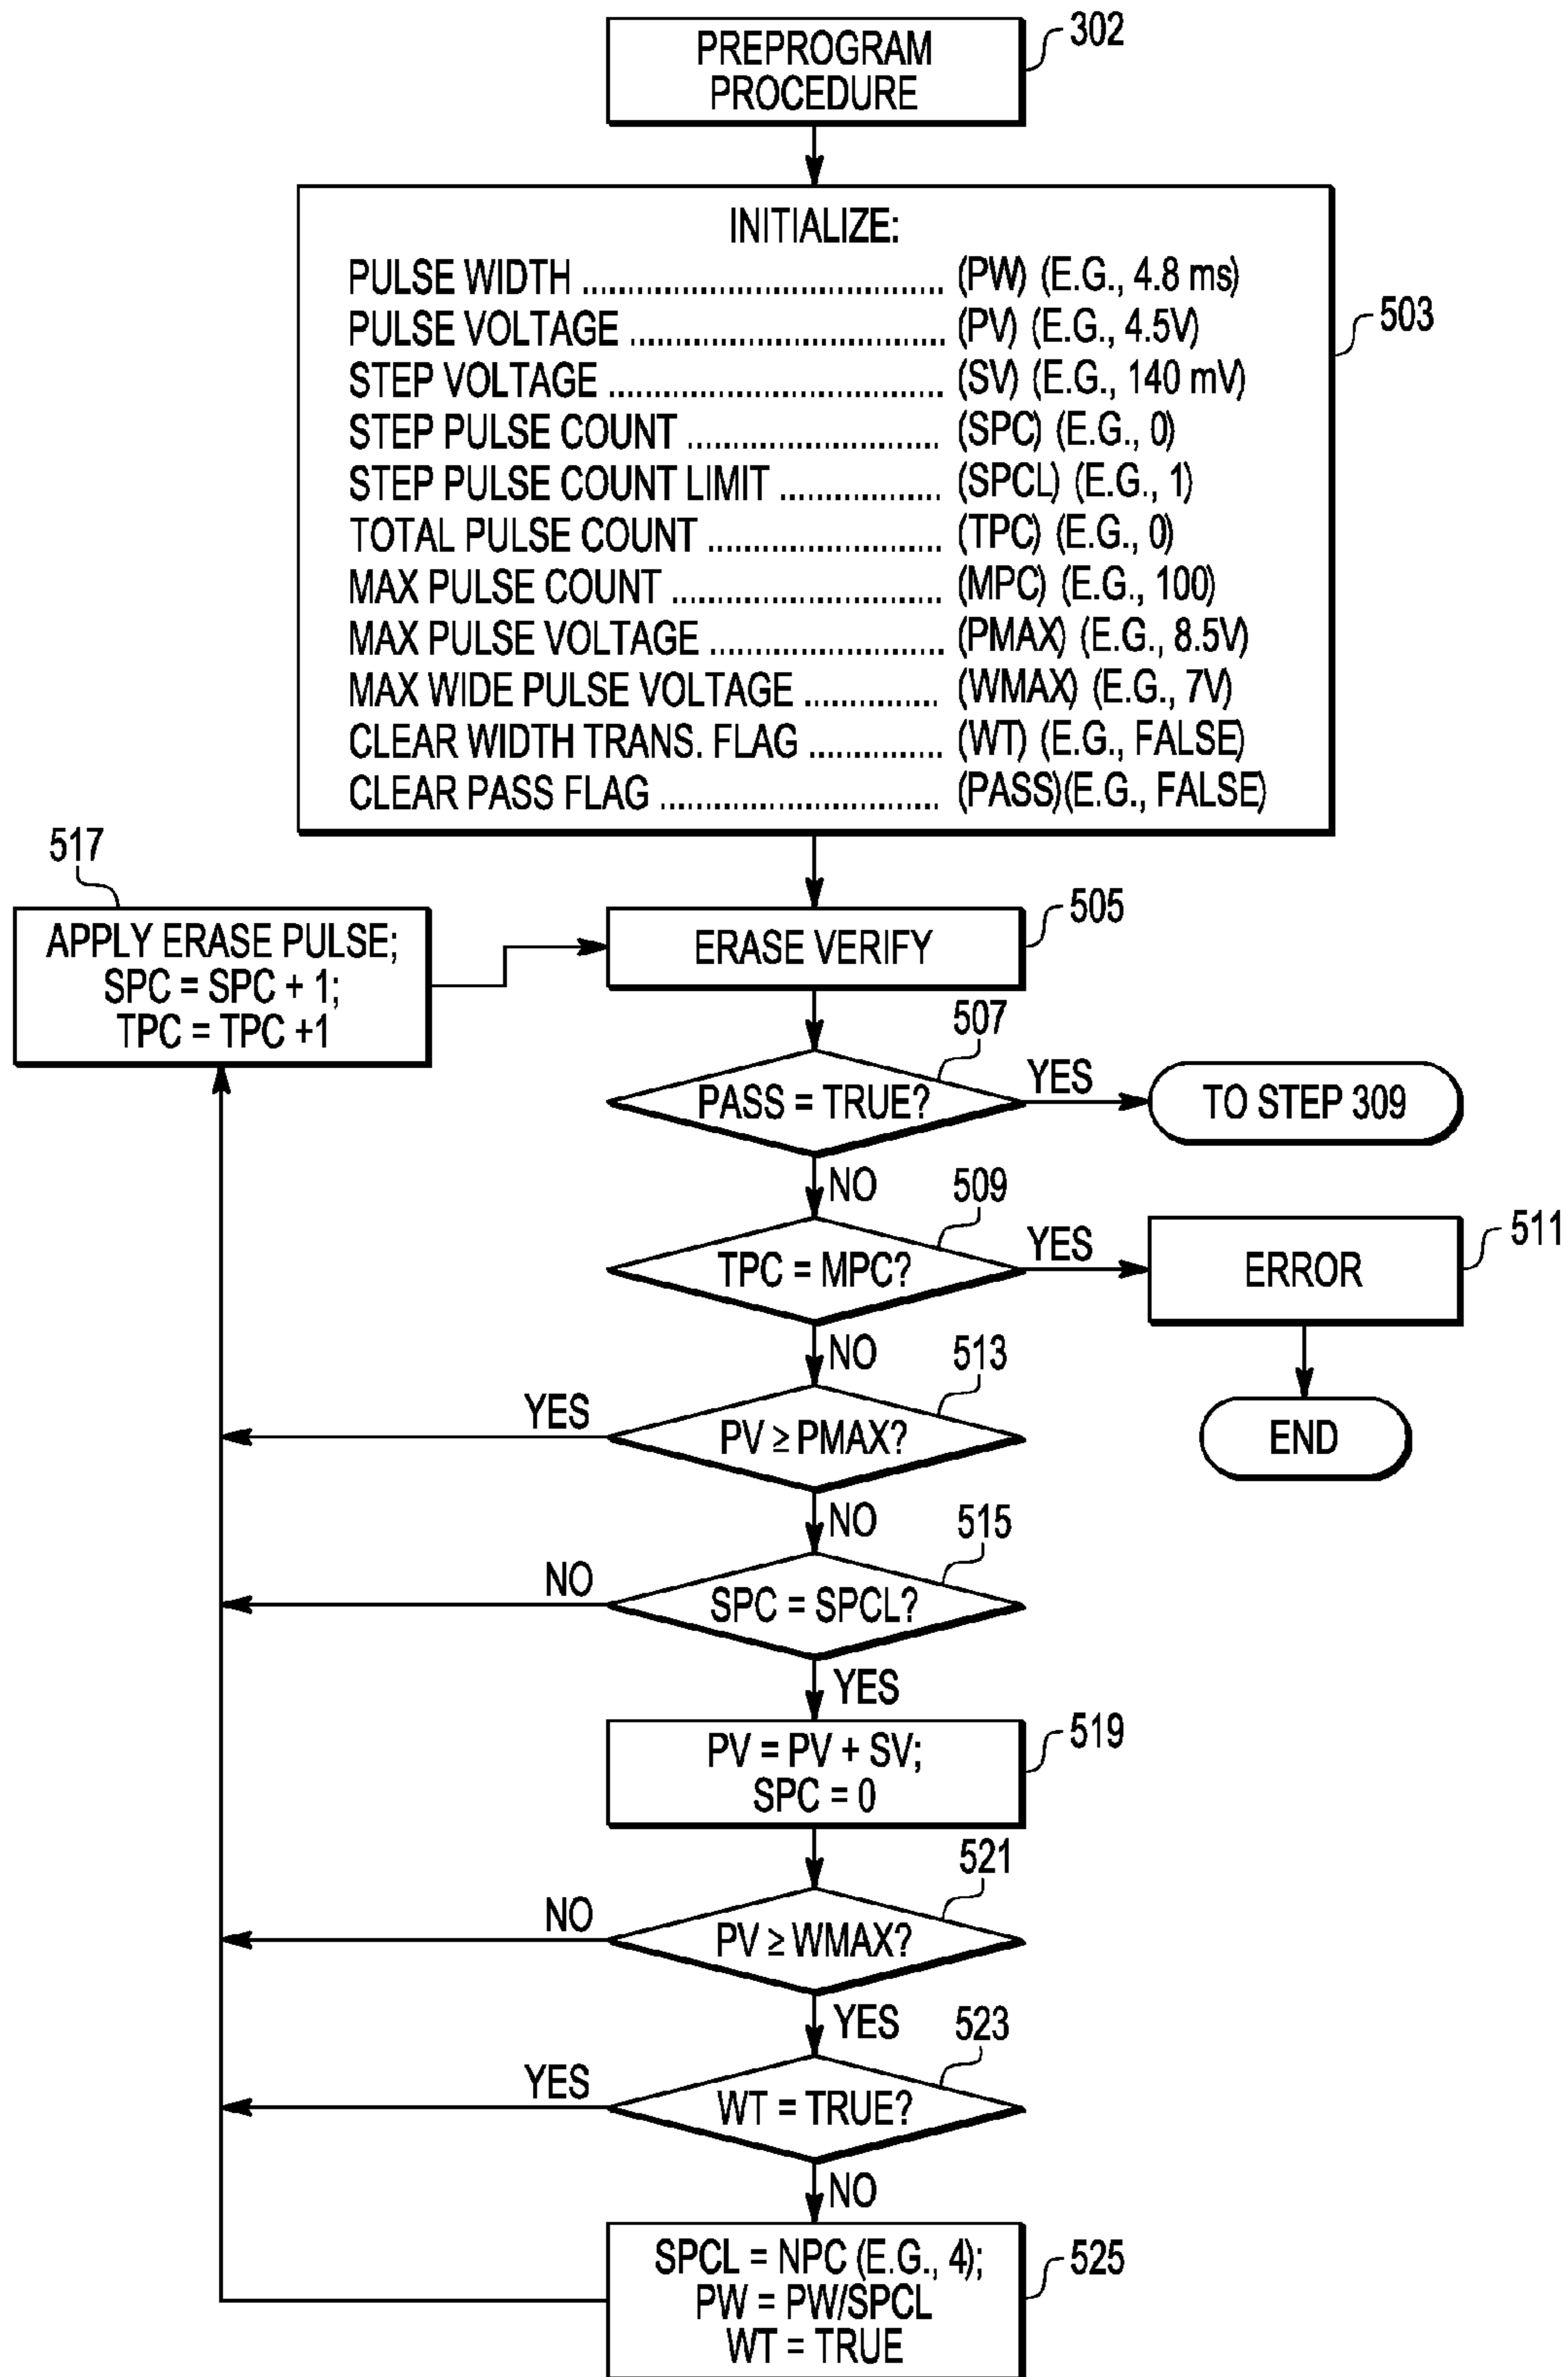 PREPROGRAM
PROCEDURE
302
INITIALIZE:
PULSE WIDTH ....................................... (PW) (E.G., 4.8 ms)
PULSE VOLTAGE .................................. (PV) (E.G., 4.5V)
STEP VOLTAGE .................................... (SV) (E.G., 140 mV)
STEP PULSE COUNT ........................... (SPC) (E.G., 0)
STEP PULSE COUNT LIMIT ................. (SPCL) (E.G., 1)
TOTAL PULSE COUNT ......................... (TPC) (E.G., 0)
MAX PULSE COUNT ............................. (MPC) (E.G., 100)
MAX PULSE VOLTAGE ......................... (PMAX) (E.G., 8.5V)
MAX WIDE PULSE VOLTAGE ............... (WMAX) (E.G., 7V)
CLEAR WIDTH TRANS. FLAG ............... (WT) (E.G., FALSE)
CLEAR PASS FLAG .............................. (PASS)(E.G., FALSE)
503
517
APPLY ERASE PULSE;
SPC = SPC + 1;
TPC = TPC +1
ERASE VERIFY
505
507
PASS = TRUE?
YES
TO STEP 309
NO
509
TPC = MPC?
YES
ERROR
511
NO
END
513
YES
PV ≥ PMAX?
NO
515
NO
SPC = SPCL?
YES
PV = PV + SV;
SPC = 0
519
521
NO
PV ≥ WMAX?
YES
523
YES
WT = TRUE?
NO
SPCL = NPC (E.G., 4);
PW = PW/SPCL
WT = TRUE
525